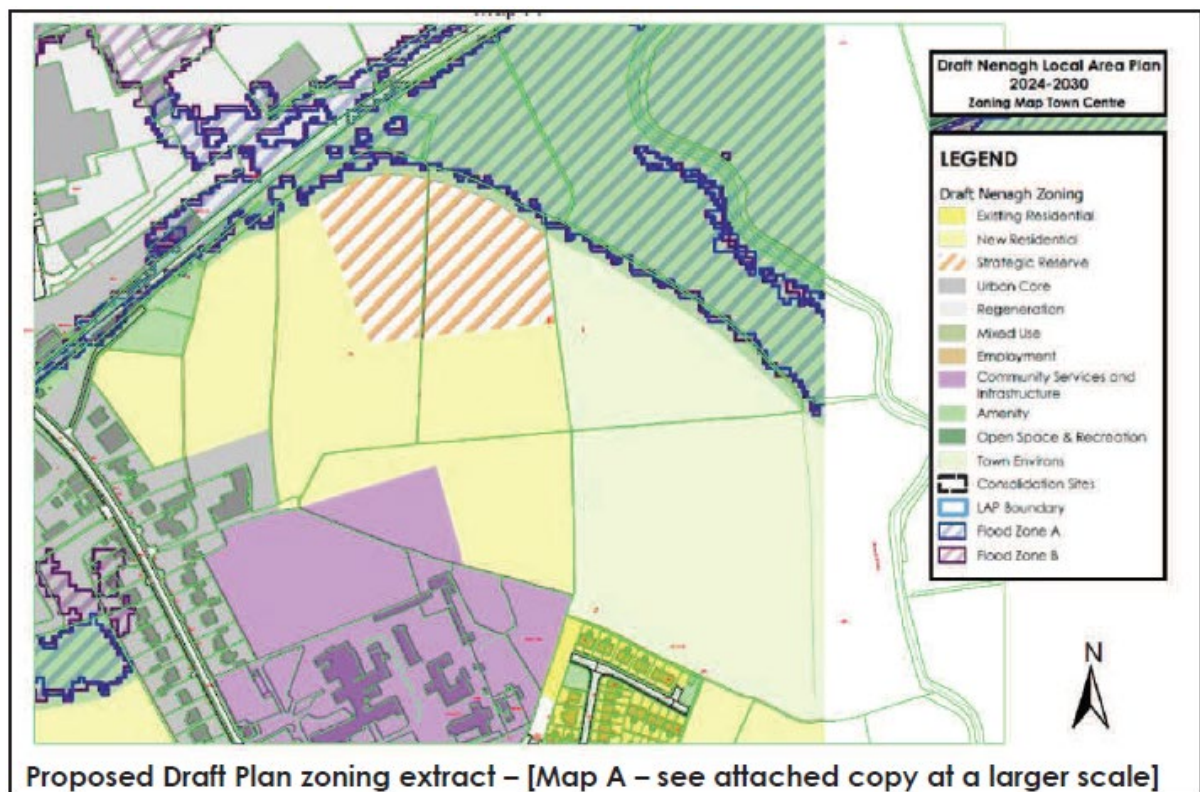 Draft Nenagh Local Area Plan
2024-2030
Zoning Map Town Centre
LEGEND
Draft Nenagh Zoning
Existing Residential
New Residential
Strategic Reserve
Urban Core
Regeneration
Mixed Use
Employment
Community Services and
Infrastructure
Amenity
Open Space & Recreation
Town Environs
Consolidation Sites
LAP Boundary
Flood Zone A
Flood Zone B
N
Proposed Draft Plan zoning extract – [Map A – see attached copy at a larger scale]